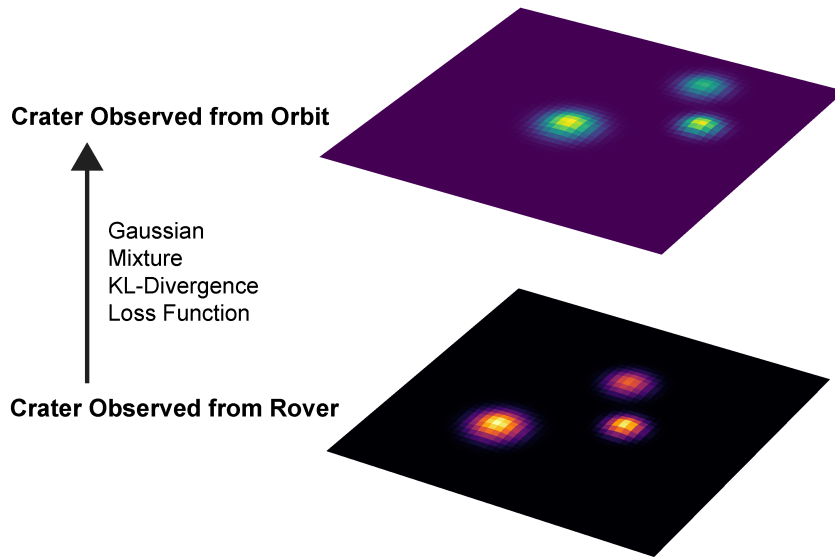 Crater Observed from Orbit
Gaussian
Mixture
KL-Divergence
Loss Function
Crater Observed from Rover